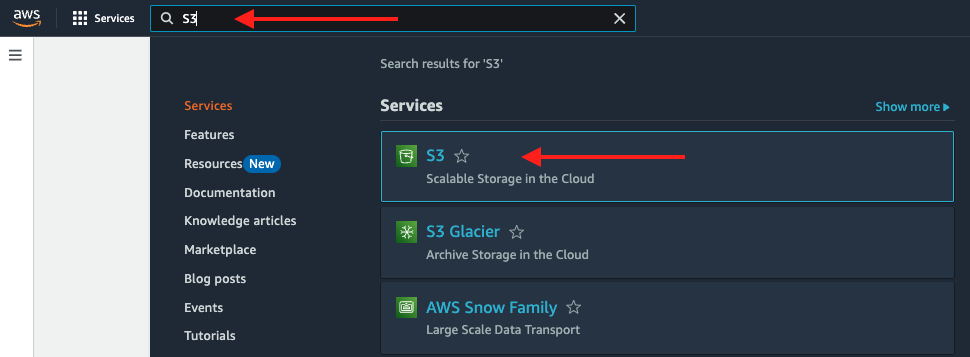 aws
Services
S3
Search results for 'S3'
Services
Features
Resources New
Documentation
Knowledge articles
Marketplace
Blog posts
Events
Tutorials
Services
Show more
S3
Scalable Storage in the Cloud
S3 Glacier
Archive Storage in the Cloud
AWS Snow Family
Large Scale Data Transport